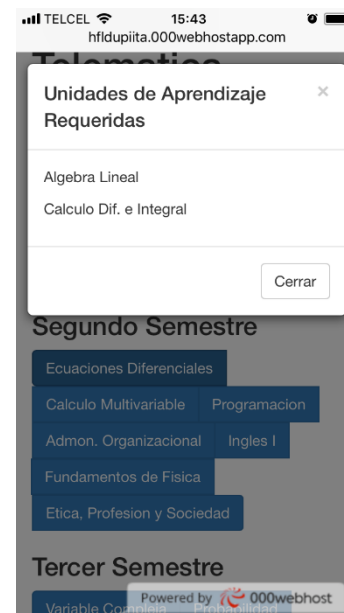 TELCEL 15:43
hfldupiita.000webhostapp.com
Telematica
Unidades de Aprendizaje ×
Requeridas
Algebra Lineal
Calculo Dif. e Integral
Cerrar
Segundo Semestre
Ecuaciones Diferenciales
Calculo Multivariable Programacion
Admon. Organizacional Ingles I
Fundamentos de Fisica
Etica, Profesion y Sociedad
Tercer Semestre
Variable Compleja Probabilidad
Powered by 000webhost